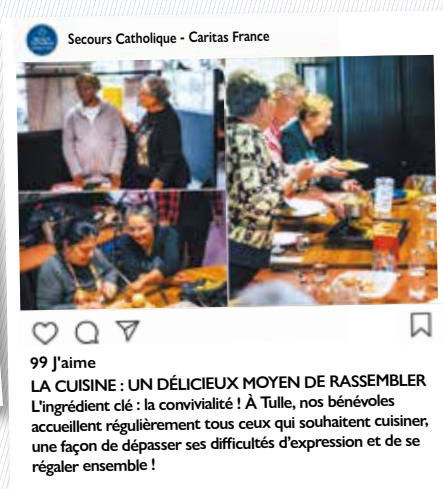 Secours Catholique - Caritas France
99 J'aime
LA CUISINE : UN DÉLICIEUX MOYEN DE RASSEMBLER
L'ingrédient clé : la convivialité ! À Tulle, nos bénévoles
accueillent régulièrement tous ceux qui souhaitent cuisiner,
une façon de dépasser ses difficultés d'expression et de se
régaler ensemble !